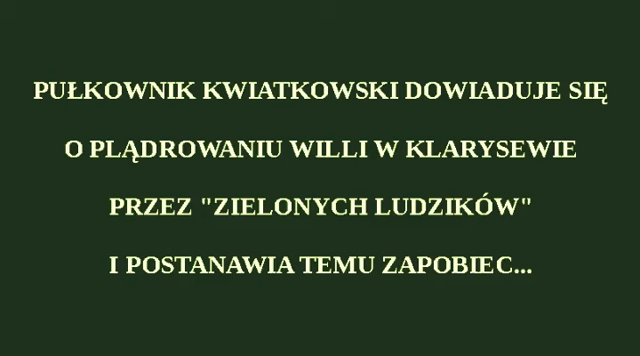 PUŁKOWNIK KWIATKOWSKI DOWIADUJE SIĘ
O PLĄDROWANIU WILLI W KLARYSEWIE
PRZEZ "ZIELONYCH LUDZIKÓW"
I POSTANAWIA TEMU ZAPOBIEC...